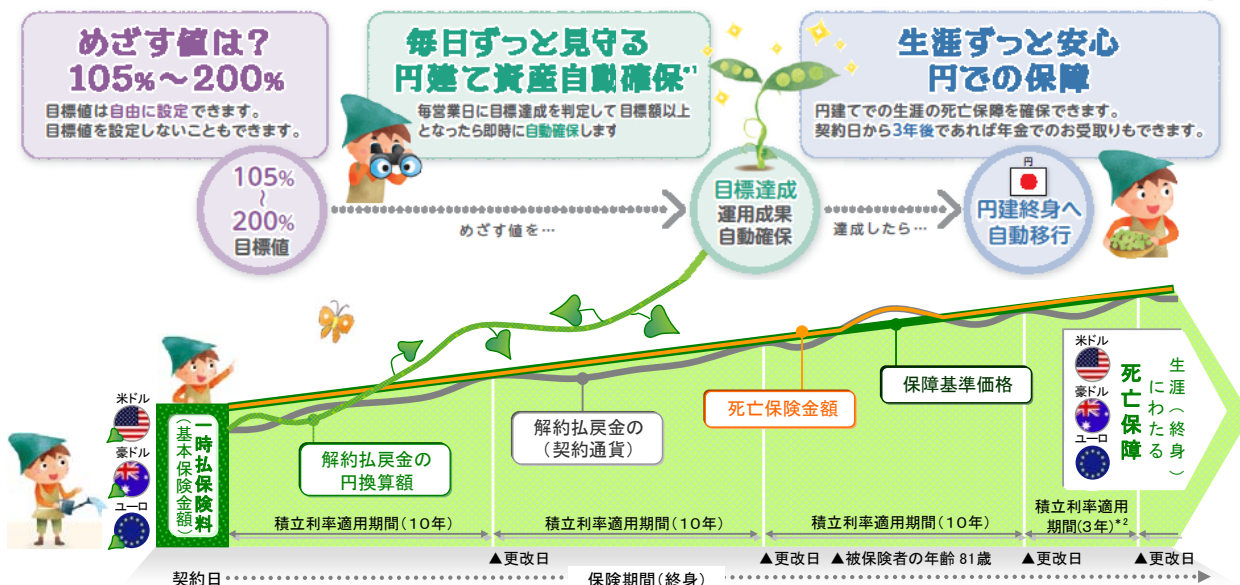 めざす値は?
105%～200%
目標値は自由に設定できます。
目標値を設定しないこともできます。
毎日ずっと見守る
円建て資産自動確保*1
毎営業日に目標達成を判定して目標額以上
となったら即時に自動確保します
生涯ずっと安心
円での保障
円建てでの生涯の死亡保障を確保できます。
契約日から3年後であれば年金でのお受取りもできます。
105%
～
200%
目標値
めざす値を…
目標達成
運用成果
自動確保
達成したら…
円
円建終身へ
自動移行
米ドル
豪ドル
ユーロ
一時払保険料
(基本保険金額)
解約払戻金の
円換算額
解約払戻金の
(契約通貨)
死亡保険金額
保障基準価格
米ドル
豪ドル
ユーロ
生涯(終身)
にわたる
死亡保障
積立利率適用期間(10年)
積立利率適用期間(10年)
積立利率適用期間(10年)
積立利率適用
期間(3年)*2
▲更改日
▲更改日
▲被保険者の年齢 81歳
▲更改日
▲更改日
契約日
保険期間(終身)